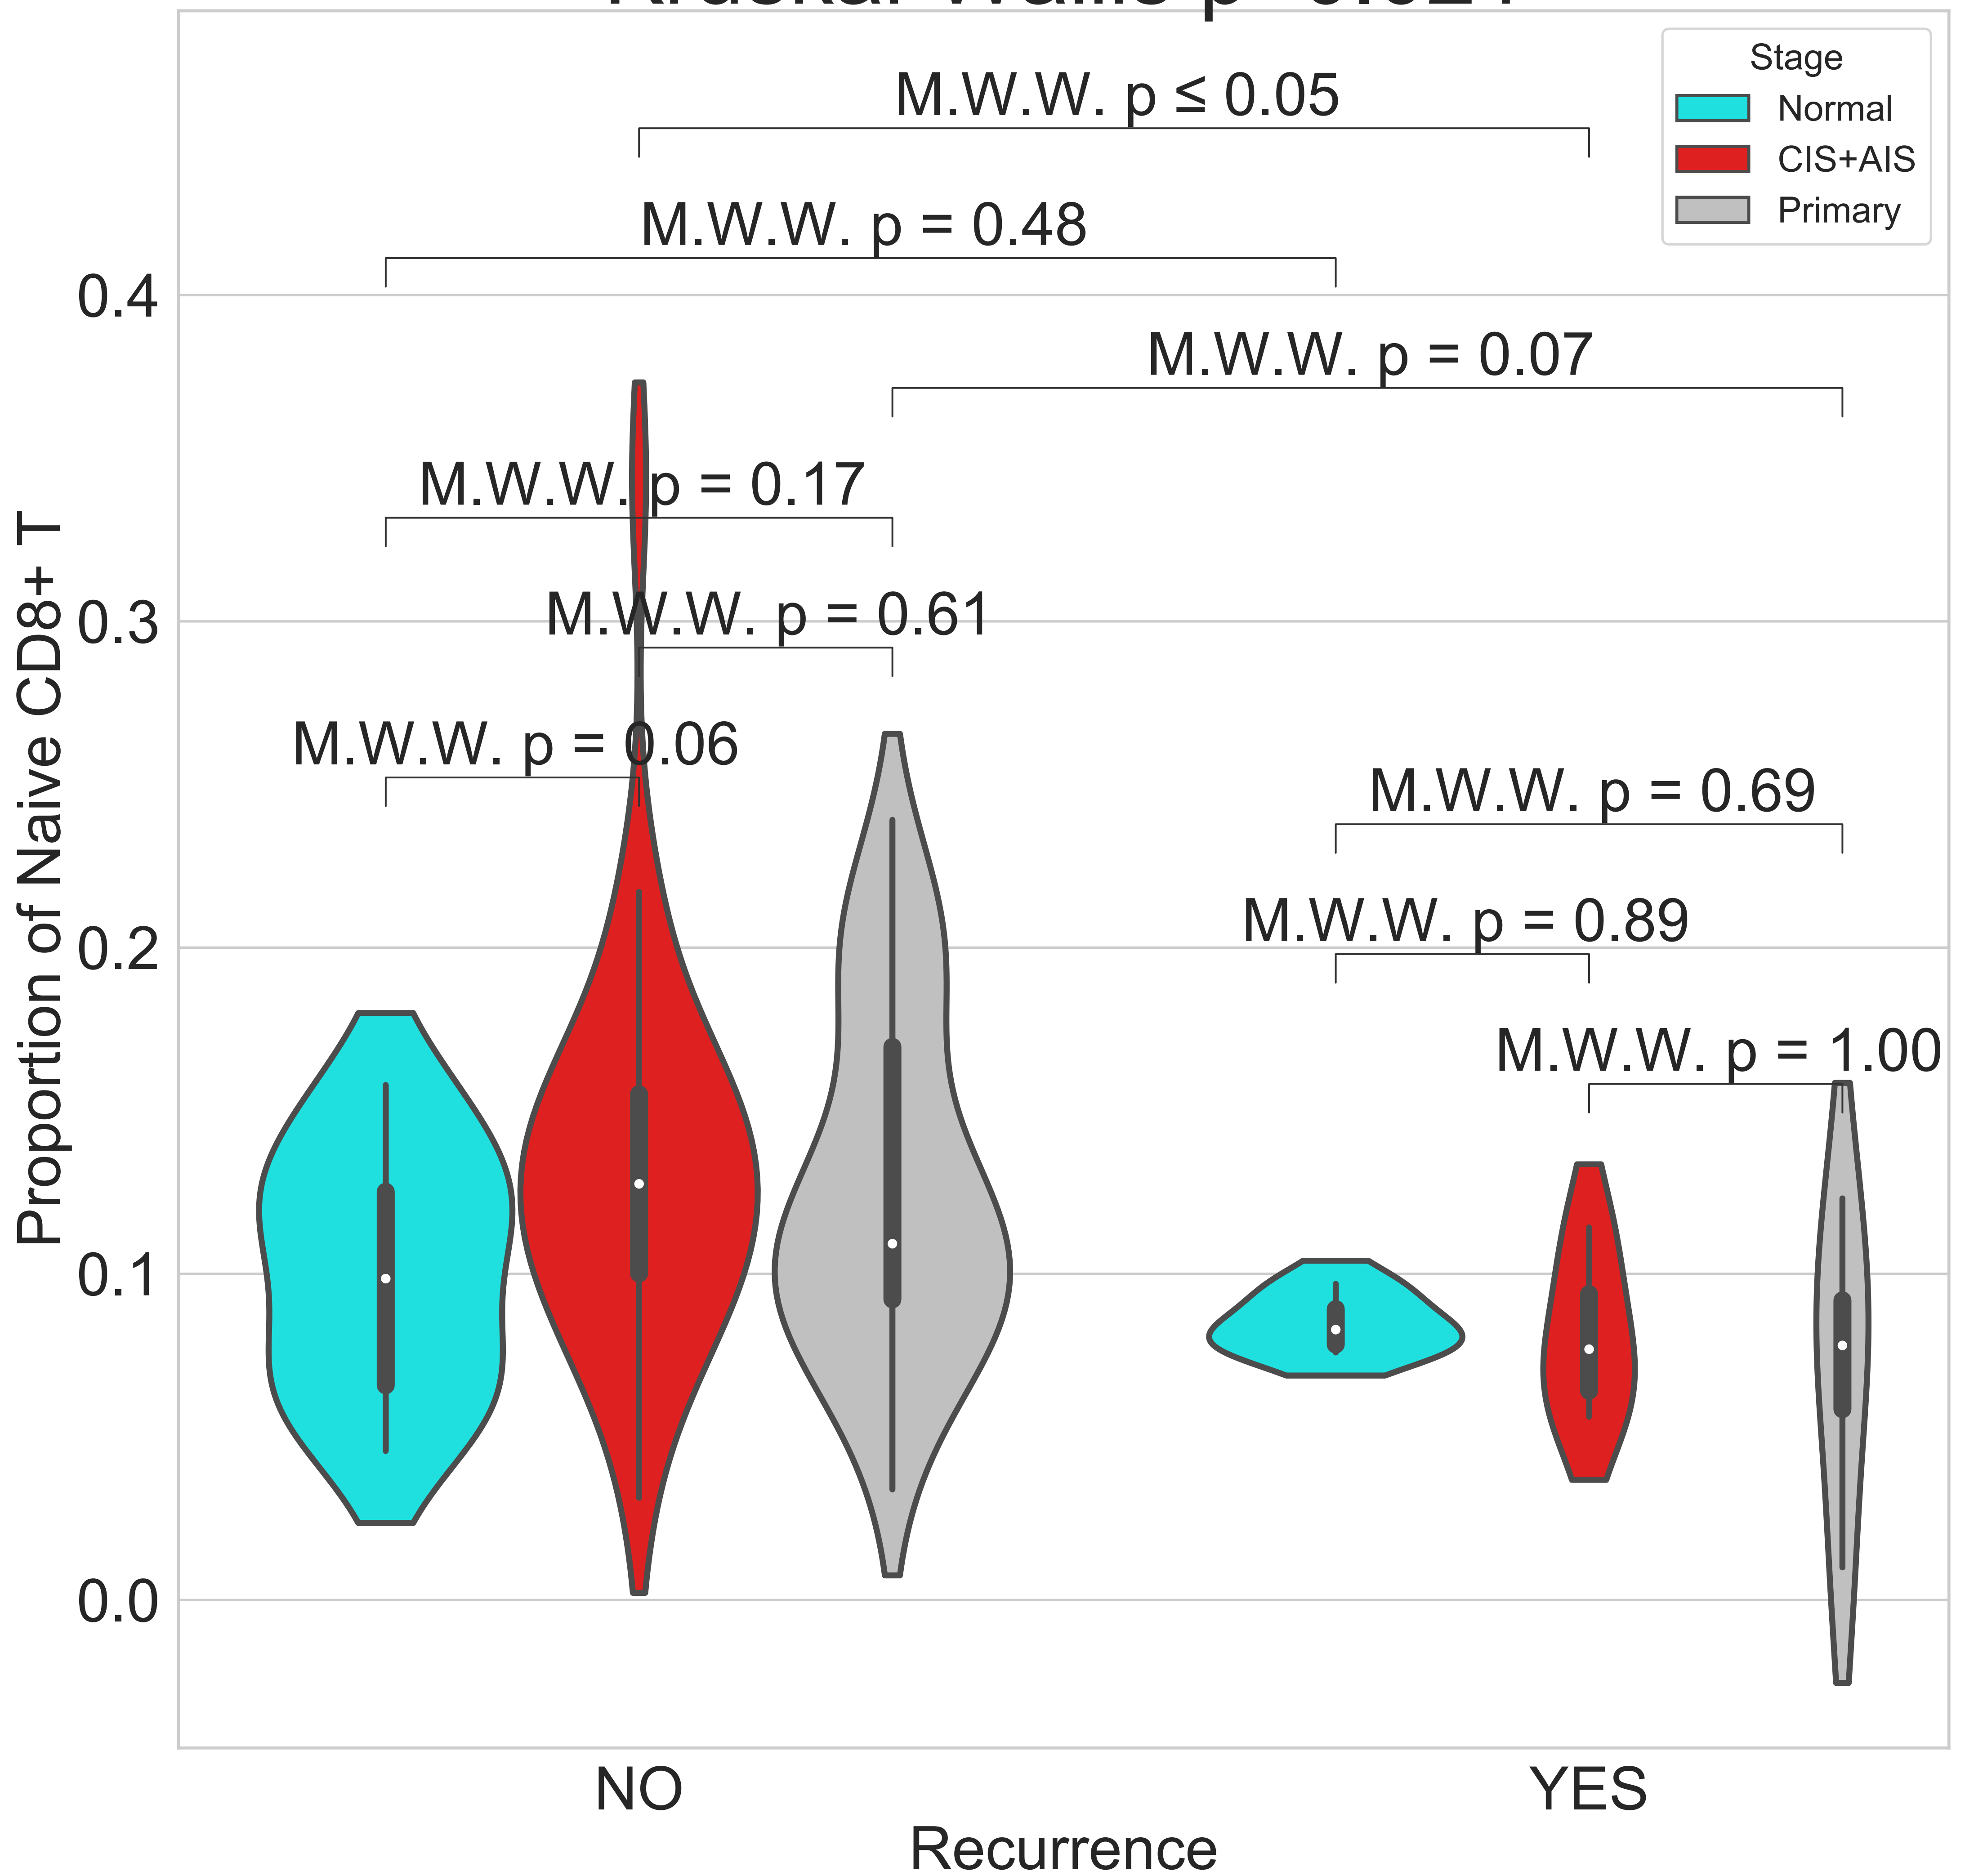 Stage
Normal
CIS+AIS
Primary
M.W.W. p ≤ 0.05
M.W.W. p = 0.48
M.W.W. p = 0.07
M.W.W. p = 0.17
M.W.W. p = 0.61
M.W.W. p = 0.06
M.W.W. p = 0.69
M.W.W. p = 0.89
M.W.W. p = 1.00
Proportion of Naive CD8+ T
0.4
0.3
0.2
0.1
0.0
NO
YES
Recurrence